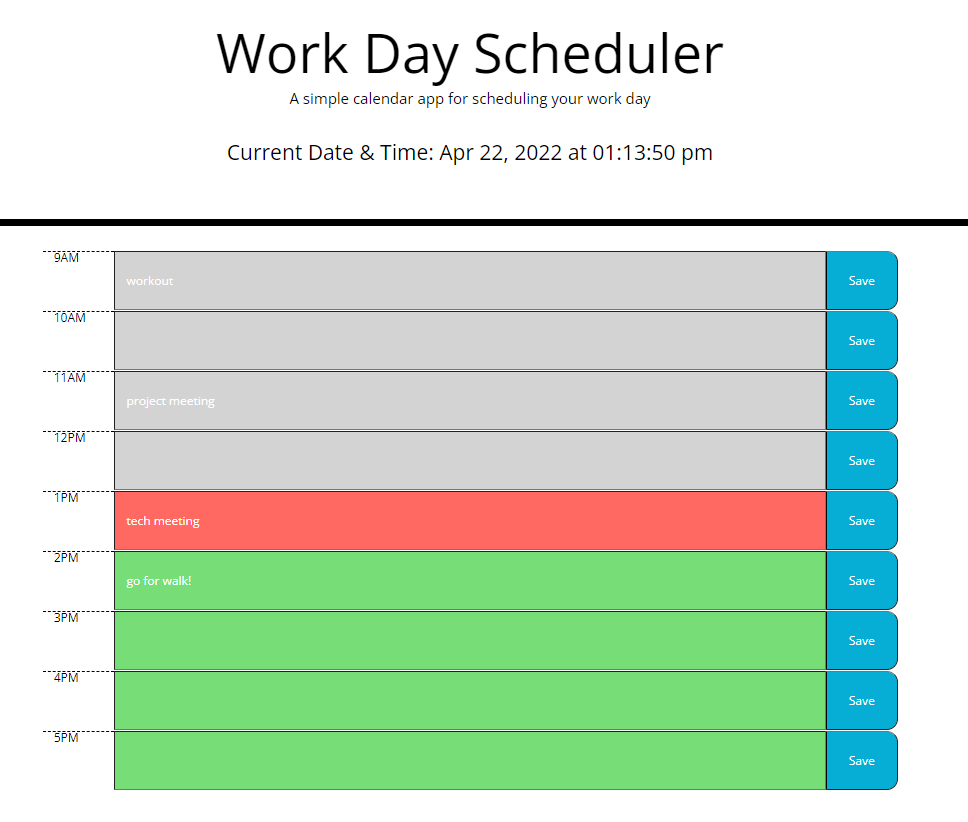 Work Day Scheduler
A simple calendar app for scheduling your work day
Current Date & Time: Apr 22, 2022 at 01:13:50 pm
9AM
workout
Save
10AM
Save
11AM
project meeting
Save
12PM
Save
1PM
tech meeting
Save
2PM
go for walk!
Save
3PM
Save
4PM
Save
5PM
Save